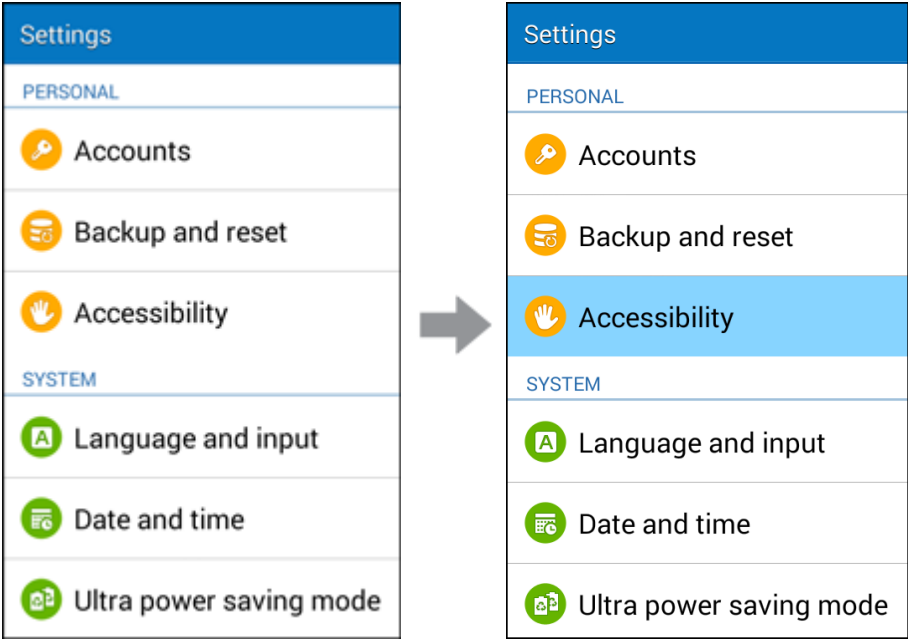 Settings
PERSONAL
Accounts
Backup and reset
Accessibility
SYSTEM
A
Language and input
Date and time
Ultra power saving mode
Settings
PERSONAL
Accounts
Backup and reset
Accessibility
SYSTEM
A
Language and input
Date and time
Ultra power saving mode